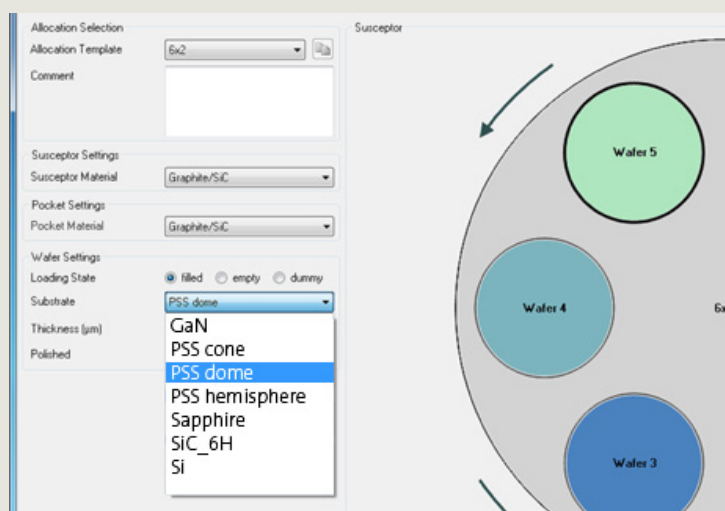 Allocation Selection
Allocation Template
6x2
Comment
Susceptor Settings
Susceptor Material
Graphite/SiC
Pocket Settings
Pocket Material
Graphite/SiC
Wafer Settings
Loading State
filled empty dummy
Substrate
PSS dome
Thickness (µm)
Polished
GaN
PSS cone
PSS dome
PSS hemisphere
Sapphire
SiC_6H
Si
Susceptor
Wafer 5
Wafer 4
6x
Wafer 3